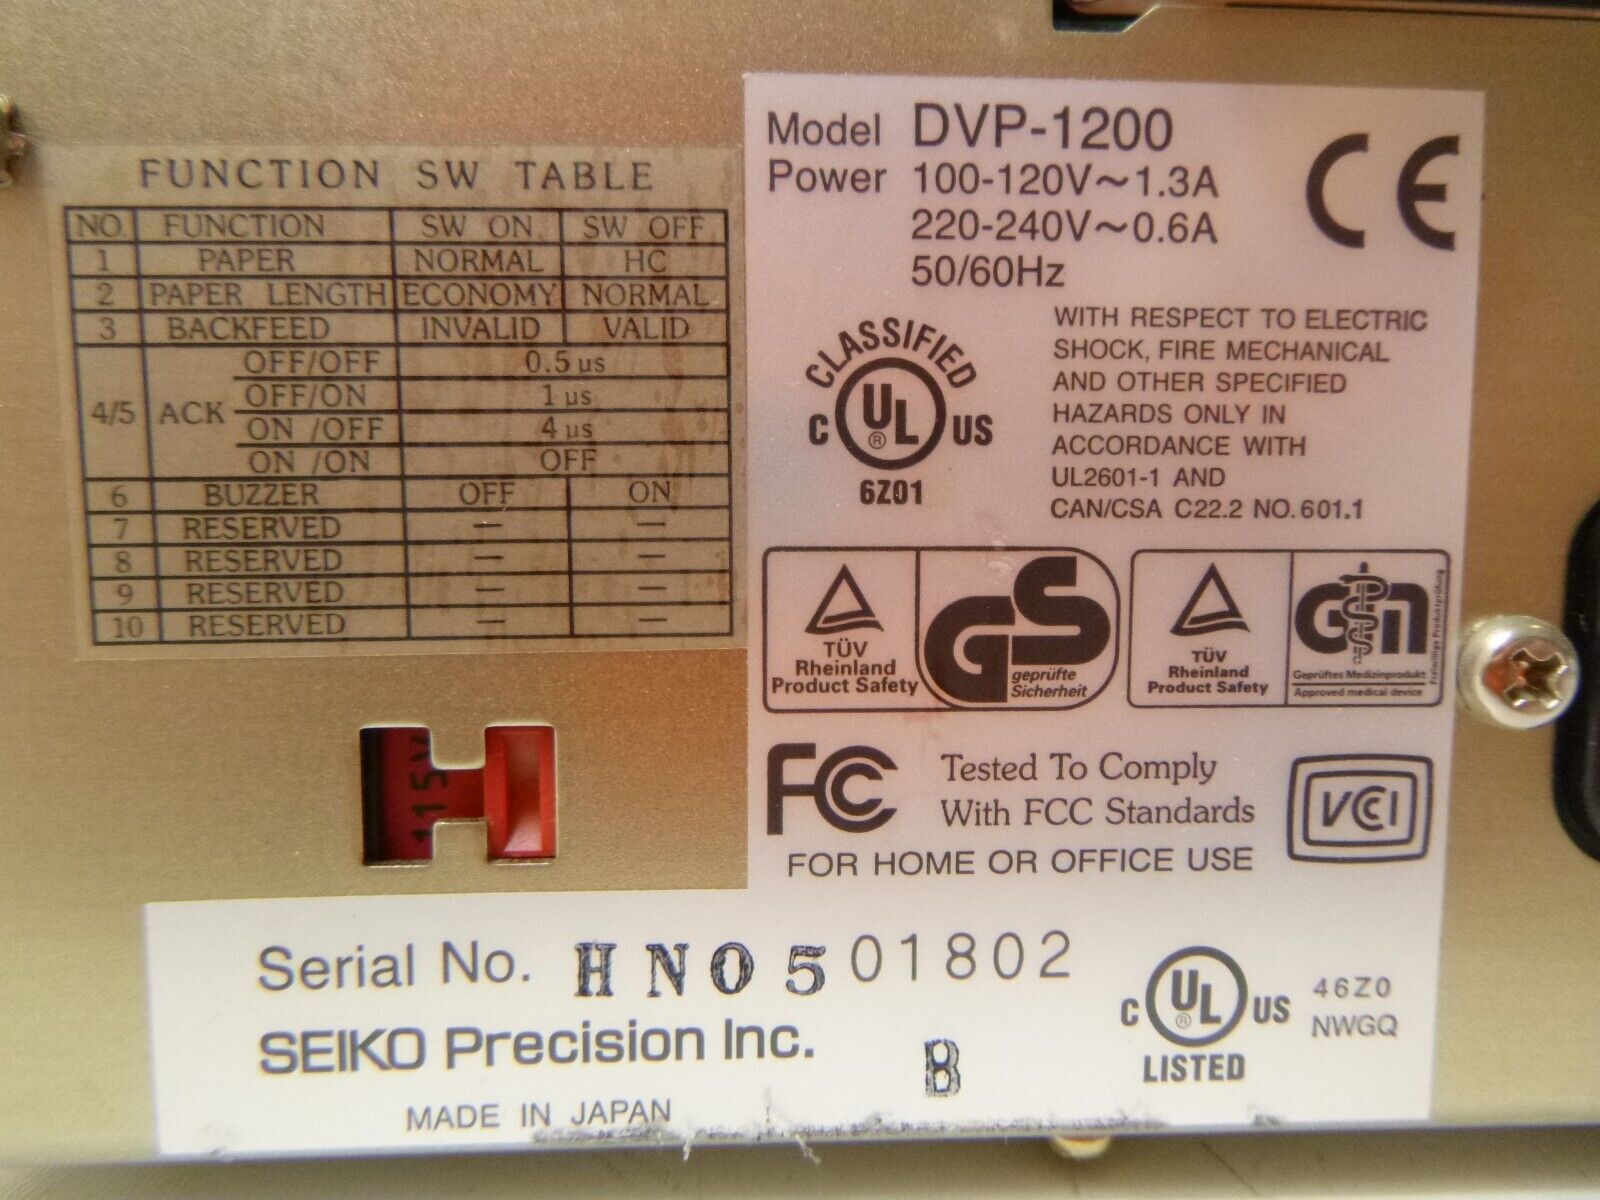 FUNCTION SW TABLE
NO. FUNCTION SW ON SW OFF
1 PAPER NORMAL HC
2 PAPER LENGTH ECONOMY NORMAL
3 BACKFEED INVALID VALID
4/5 ACK OFF/OFF 0.5 µs
OFF/ON 1 µs
ON /OFF 4 µs
ON /ON OFF
6 BUZZER OFF ON
7 RESERVED — —
8 RESERVED — —
9 RESERVED — —
10 RESERVED — —
115V
Model DVP-1200
Power 100-120V~1.3A
220-240V~0.6A
50/60Hz
CE
CLASSIFIED
C UL ® US
6Z01
WITH RESPECT TO ELECTRIC
SHOCK, FIRE MECHANICAL
AND OTHER SPECIFIED
HAZARDS ONLY IN
ACCORDANCE WITH
UL2601-1 AND
CAN/CSA C22.2 NO.601.1
TÜV
Rheinland
Product Safety
GS
geprüfte
Sicherheit
TÜV
Rheinland
Product Safety
Gm
Geprüftes Medizinprodukt
Approved medical device
Freiwillige Produktprüfung
FC Tested To Comply
With FCC Standards
FOR HOME OR OFFICE USE
VCCI
Serial No. HN0501802
SEIKO Precision Inc.
B
MADE IN JAPAN
C UL ® US
LISTED
46Z0
NWGQ